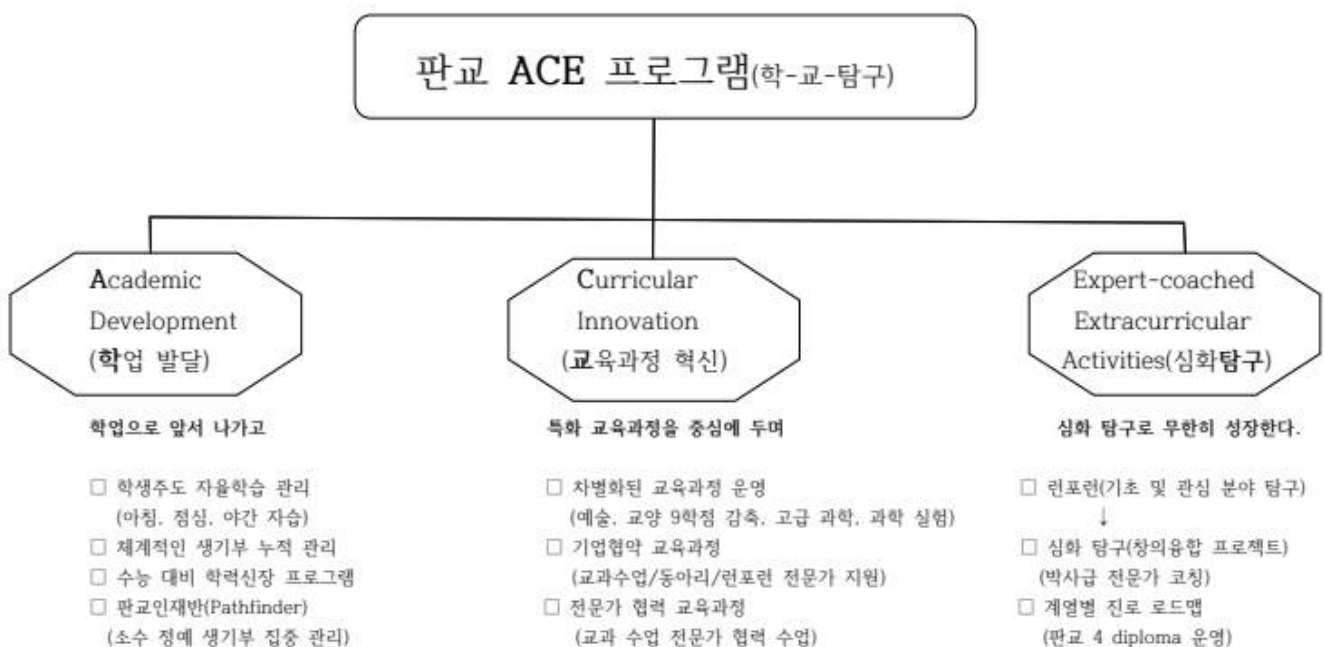 판교 ACE 프로그램(학-교-탐구)
Academic
Development
(학업 발달)
학업으로 앞서 나가고
□ 학생주도 자율학습 관리
(아침, 점심, 야간 자습)
□ 체계적인 생기부 누적 관리
□ 수능 대비 학력신장 프로그램
□ 판교인재반(Pathfinder)
(소수 정예 생기부 집중 관리)
Curricular
Innovation
(교육과정 혁신)
특화 교육과정을 중심에 두며
□ 차별화된 교육과정 운영
(예술, 교양 9학점 감축, 고급 과학, 과학 실험)
□ 기업협약 교육과정
(교과수업/동아리/런포런 전문가 지원)
□ 전문가 협력 교육과정
(교과 수업 전문가 협력 수업)
Expert-coached
Extracurricular
Activities(심화탐구)
심화 탐구로 무한히 성장한다.
□ 런포런(기초 및 관심 분야 탐구)
↓
□ 심화 탐구(창의융합 프로젝트)
(박사급 전문가 코칭)
□ 계열별 진로 로드맵
(판교 4 diploma 운영)